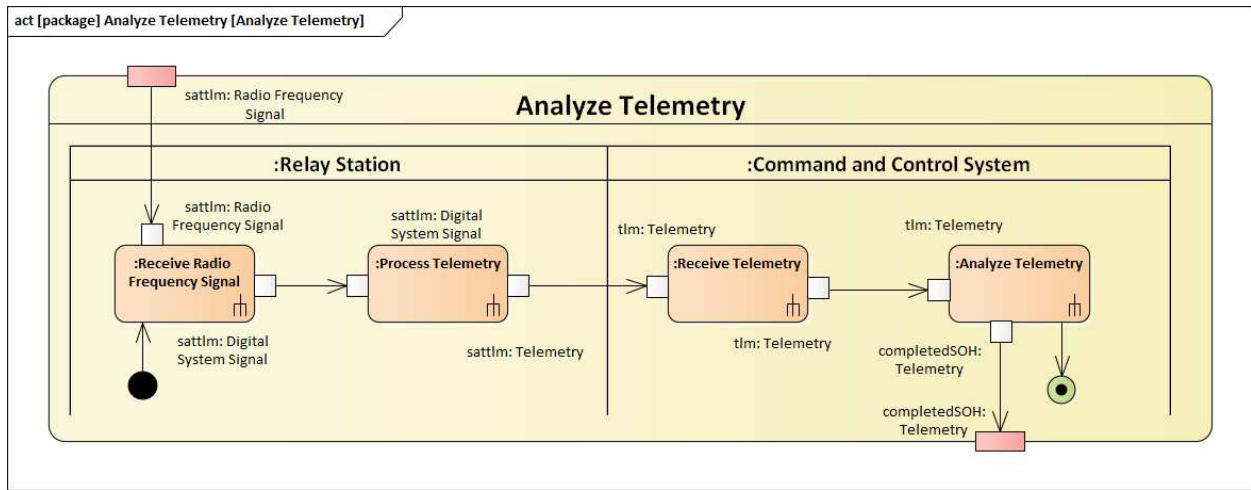 act [package] Analyze Telemetry [Analyze Telemetry]
sattlm: Radio Frequency
Signal
Analyze Telemetry
:Relay Station
:Command and Control System
sattlm: Radio
Frequency Signal
sattlm: Digital
System Signal
tlm: Telemetry
tlm: Telemetry
:Receive Radio
Frequency Signal
:Process Telemetry
:Receive Telemetry
:Analyze Telemetry
sattlm: Digital
System Signal
sattlm: Telemetry
tlm: Telemetry
completedSOH:
Telemetry
completedSOH:
Telemetry